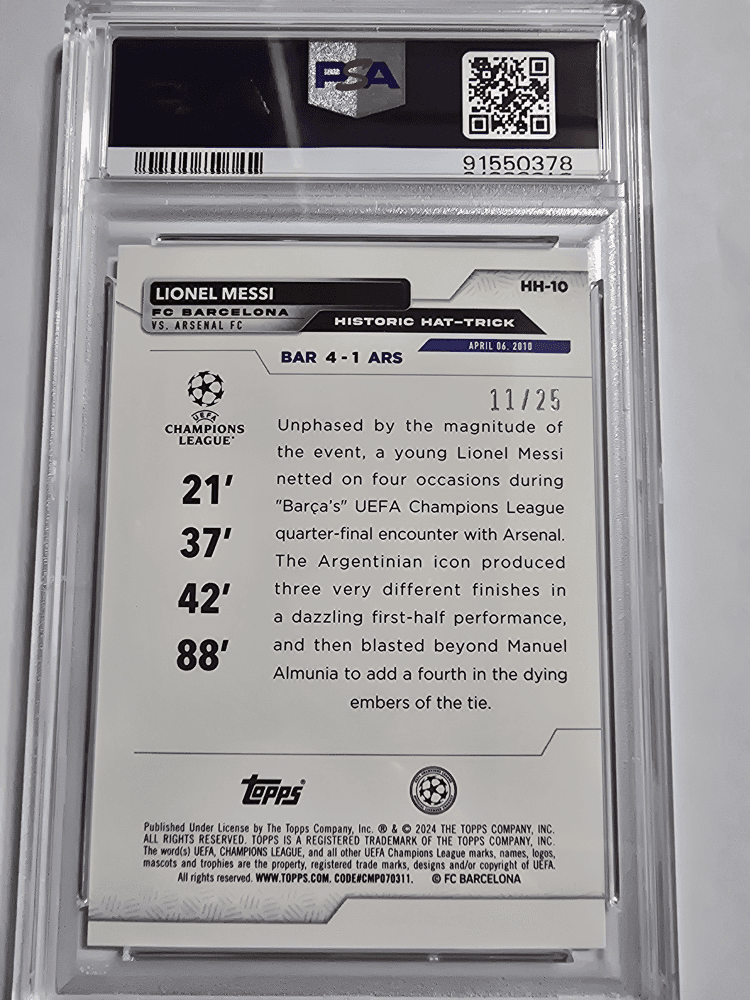 PSA
91550378
LIONEL MESSI
HH-10
FC BARCELONA
VS. ARSENAL FC
HISTORIC HAT-TRICK
APRIL 06, 2010
BAR 4-1 ARS
11/25
UEFA
CHAMPIONS
LEAGUE®
21'
37'
42'
88'
Unphased by the magnitude of
the event, a young Lionel Messi
netted on four occasions during
"Barça's" UEFA Champions League
quarter-final encounter with Arsenal.
The Argentinian icon produced
three very different finishes in
a dazzling first-half performance,
and then blasted beyond Manuel
Almunia to add a fourth in the dying
embers of the tie.
Topps®
Published Under License by The Topps Company, Inc. ® & © 2024 THE TOPPS COMPANY, INC.
ALL RIGHTS RESERVED. TOPPS IS A REGISTERED TRADEMARK OF THE TOPPS COMPANY, INC.
The word(s) UEFA, CHAMPIONS LEAGUE, and all other UEFA Champions League marks, names, logos,
mascots and trophies are the property, registered trade marks, designs and/or copyright of UEFA.
All rights reserved. WWW.TOPPS.COM. CODE#CMP070311. © FC BARCELONA